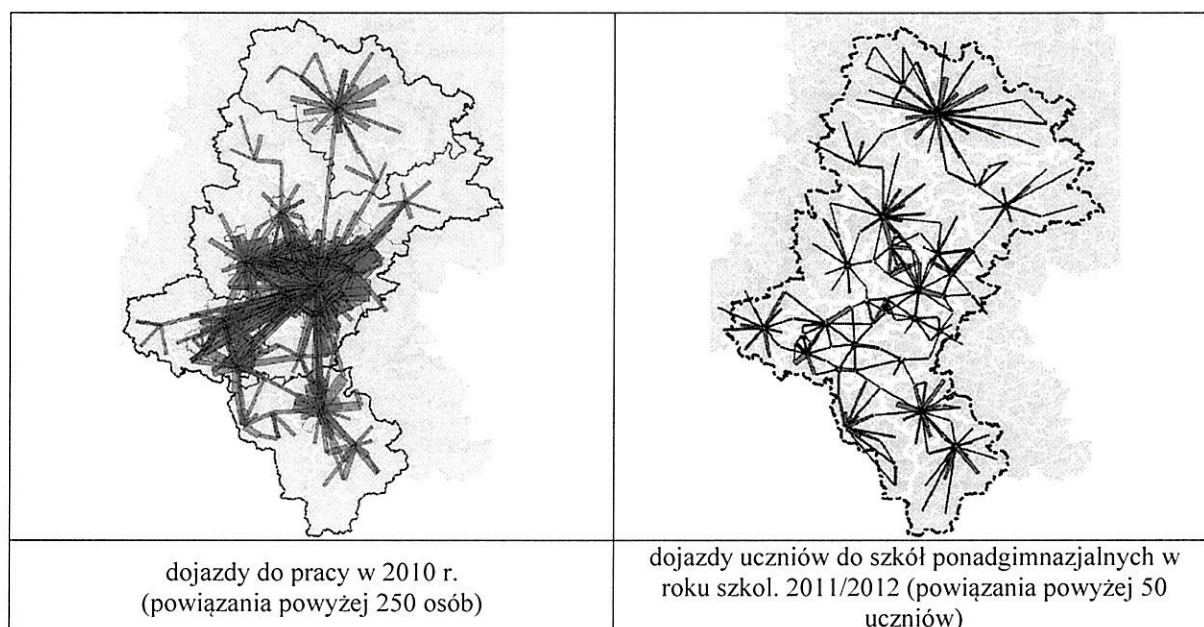 dojazdy do pracy w 2010 r.
(powiązania powyżej 250 osób)
dojazdy uczniów do szkół ponadgimnazjalnych w
roku szkol. 2011/2012 (powiązania powyżej 50
uczniów)